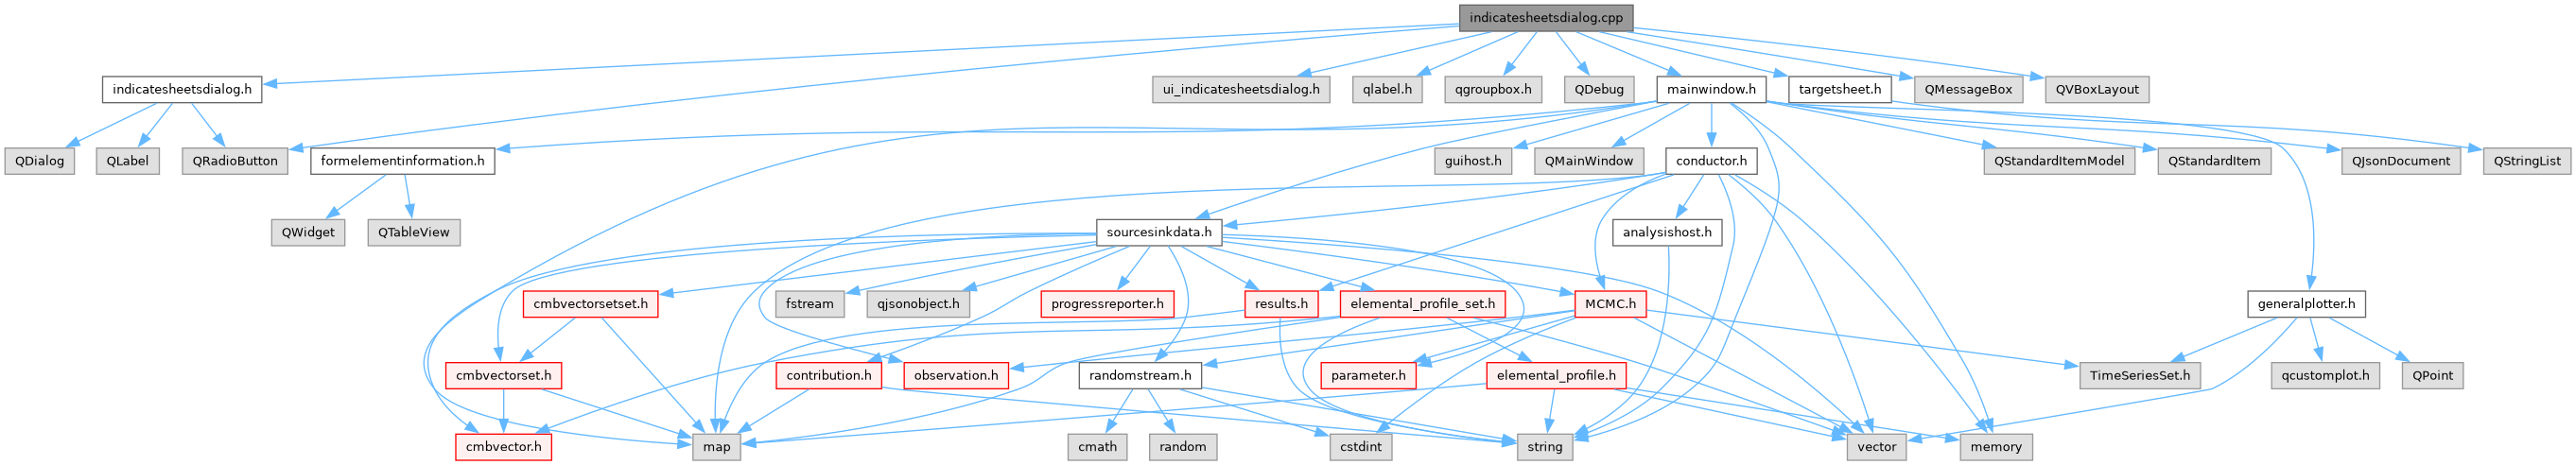 indicatesheetsdialog.cpp
indicatesheetsdialog.h
ui_indicatesheetsdialog.h
qlabel.h
qgroupbox.h
QDebug
mainwindow.h
targetsheet.h
QMessageBox
QVBoxLayout
QDialog
QLabel
QRadioButton
formelementinformation.h
guihost.h
QMainWindow
conductor.h
QStandardItemModel
QStandardItem
QJsonDocument
QStringList
QWidget
QTableView
sourcesinkdata.h
analysishost.h
cmbvectorsetset.h
fstream
qjsonobject.h
progressreporter.h
results.h
elemental_profile_set.h
MCMC.h
generalplotter.h
cmbvectorset.h
contribution.h
observation.h
randomstream.h
parameter.h
elemental_profile.h
TimeSeriesSet.h
qcustomplot.h
QPoint
cmbvector.h
map
cmath
random
cstdint
string
vector
memory